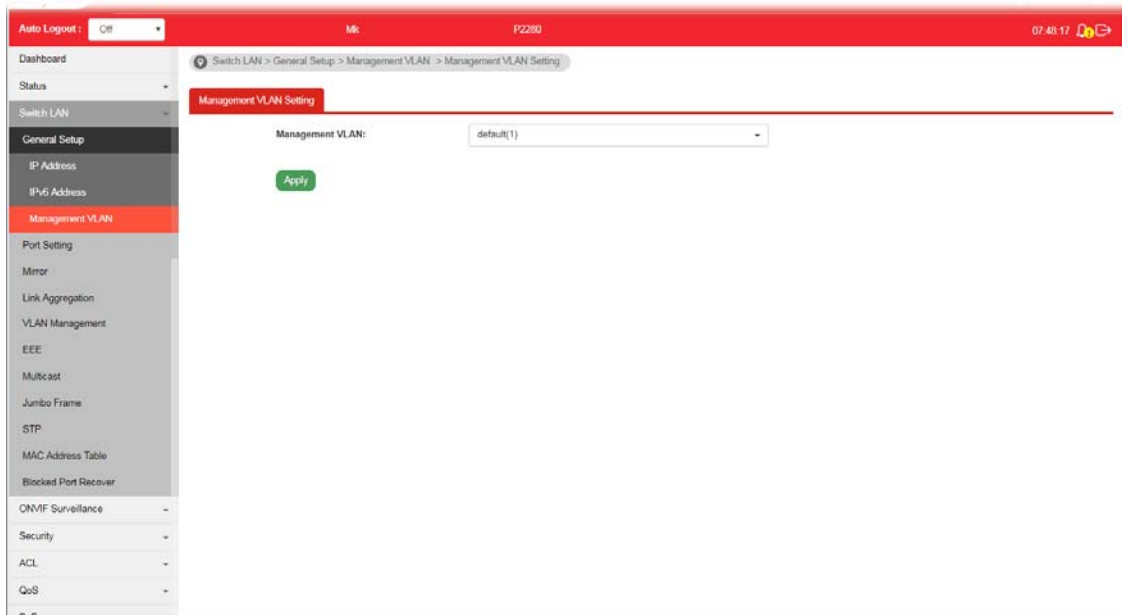 Auto Logout : Off Mk P2280 07:48:17
Dashboard
Switch LAN > General Setup > Management VLAN > Management VLAN Setting
Status
Management VLAN Setting
Switch LAN
General Setup
Management VLAN: default(1)
IP Address
Apply
IPv6 Address
Management VLAN
Port Setting
Mirror
Link Aggregation
VLAN Management
EEE
Multicast
Jumbo Frame
STP
MAC Address Table
Blocked Port Recover
ONVIF Surveillance
Security
ACL
QoS